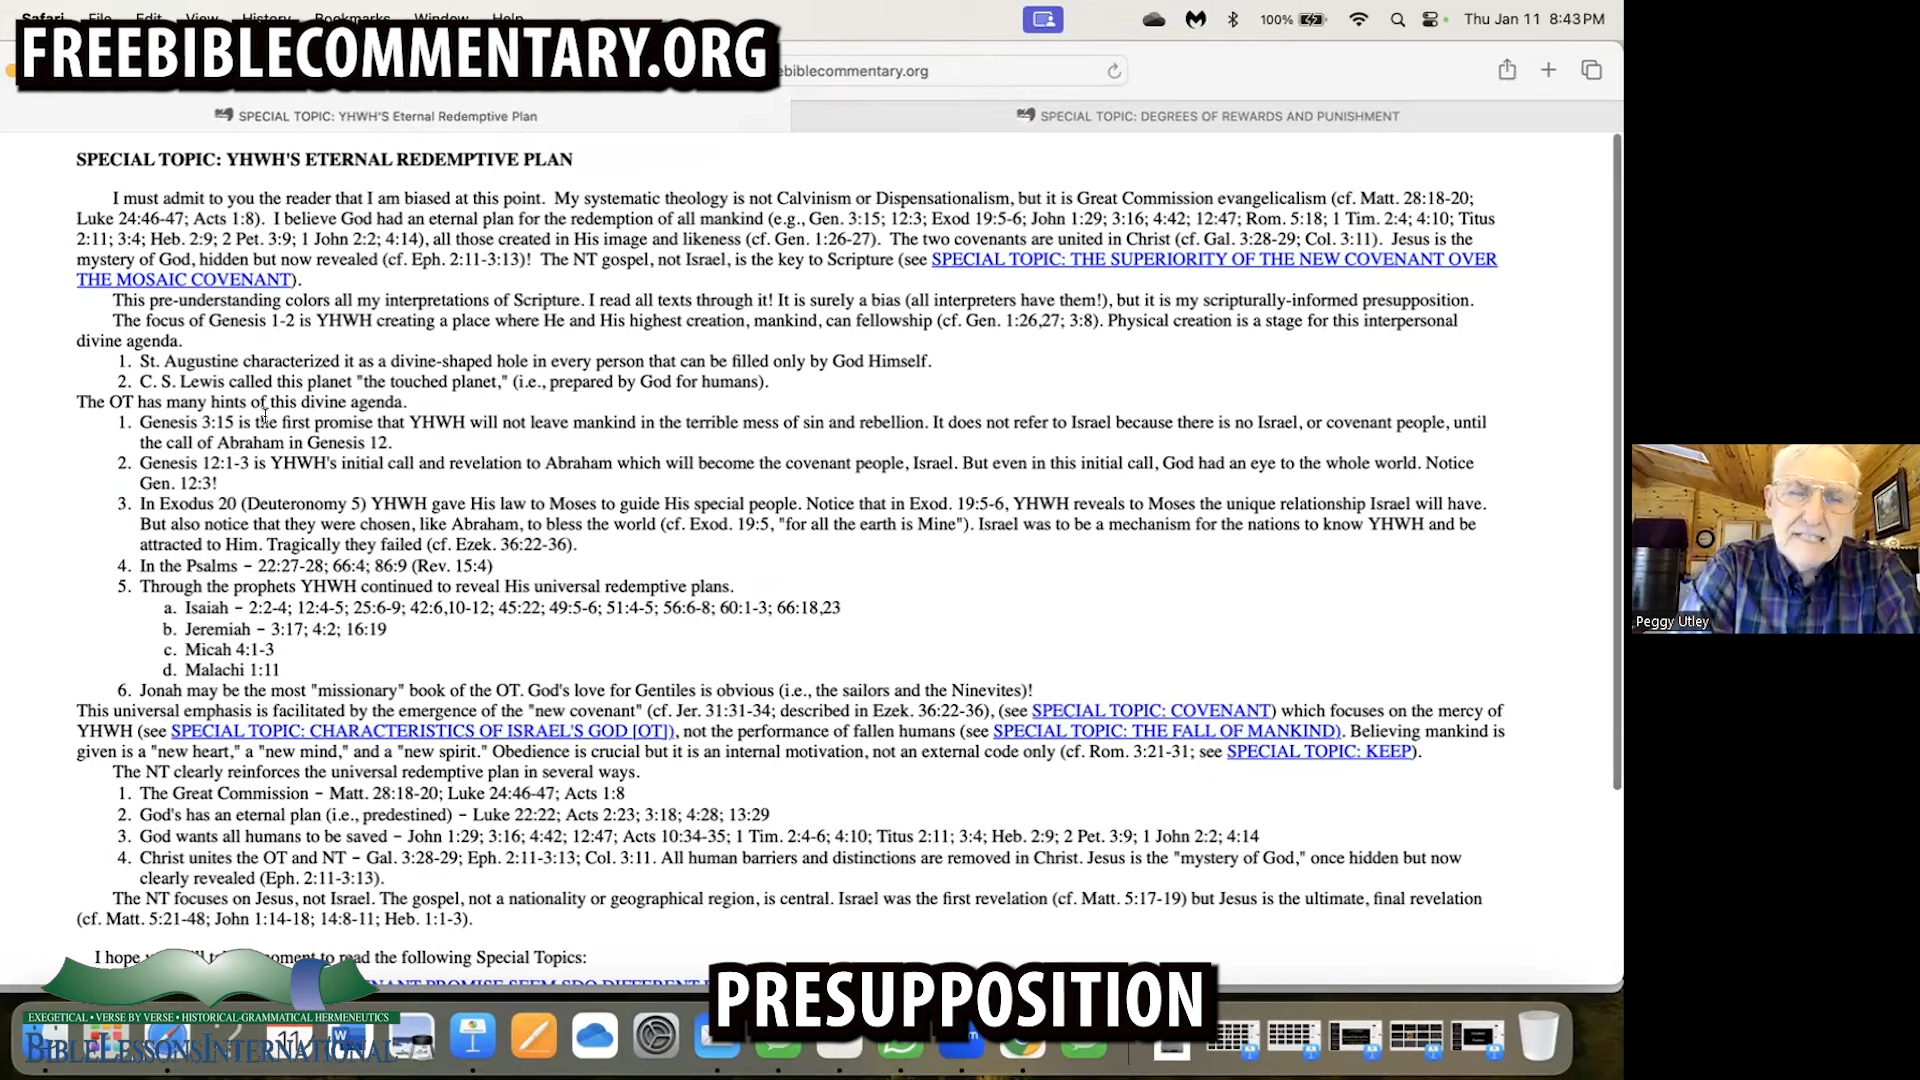 Safari File Edit View History Bookmarks Window Help
100% Thu Jan 11 8:43PM
FREEBIBLECOMMENTARY.ORG
ebiblecommentary.org
SPECIAL TOPIC: YHWH'S Eternal Redemptive Plan
SPECIAL TOPIC: DEGREES OF REWARDS AND PUNISHMENT
SPECIAL TOPIC: YHWH'S ETERNAL REDEMPTIVE PLAN
I must admit to you the reader that I am biased at this point. My systematic theology is not Calvinism or Dispensationalism, but it is Great Commission evangelicalism (cf. Matt. 28:18-20;
Luke 24:46-47; Acts 1:8). I believe God had an eternal plan for the redemption of all mankind (e.g., Gen. 3:15; 12:3; Exod 19:5-6; John 1:29; 3:16; 4:42; 12:47; Rom. 5:18; 1 Tim. 2:4; 4:10; Titus
2:11; 3:4; Heb. 2:9; 2 Pet. 3:9; 1 John 2:2; 4:14), all those created in His image and likeness (cf. Gen. 1:26-27). The two covenants are united in Christ (cf. Gal. 3:28-29; Col. 3:11). Jesus is the
mystery of God, hidden but now revealed (cf. Eph. 2:11-3:13)! The NT gospel, not Israel, is the key to Scripture (see SPECIAL TOPIC: THE SUPERIORITY OF THE NEW COVENANT OVER
THE MOSAIC COVENANT).
This pre-understanding colors all my interpretations of Scripture. I read all texts through it! It is surely a bias (all interpreters have them!), but it is my scripturally-informed presupposition.
The focus of Genesis 1-2 is YHWH creating a place where He and His highest creation, mankind, can fellowship (cf. Gen. 1:26,27; 3:8). Physical creation is a stage for this interpersonal
divine agenda.
1. St. Augustine characterized it as a divine-shaped hole in every person that can be filled only by God Himself.
2. C. S. Lewis called this planet "the touched planet," (i.e., prepared by God for humans).
The OT has many hints of this divine agenda.
1. Genesis 3:15 is the first promise that YHWH will not leave mankind in the terrible mess of sin and rebellion. It does not refer to Israel because there is no Israel, or covenant people, until
the call of Abraham in Genesis 12.
2. Genesis 12:1-3 is YHWH's initial call and revelation to Abraham which will become the covenant people, Israel. But even in this initial call, God had an eye to the whole world. Notice
Gen. 12:3!
3. In Exodus 20 (Deuteronomy 5) YHWH gave His law to Moses to guide His special people. Notice that in Exod. 19:5-6, YHWH reveals to Moses the unique relationship Israel will have.
But also notice that they were chosen, like Abraham, to bless the world (cf. Exod. 19:5, "for all the earth is Mine"). Israel was to be a mechanism for the nations to know YHWH and be
attracted to Him. Tragically they failed (cf. Ezek. 36:22-36).
4. In the Psalms – 22:27-28; 66:4; 86:9 (Rev. 15:4)
5. Through the prophets YHWH continued to reveal His universal redemptive plans.
a. Isaiah – 2:2-4; 12:4-5; 25:6-9; 42:6,10-12; 45:22; 49:5-6; 51:4-5; 56:6-8; 60:1-3; 66:18,23
b. Jeremiah – 3:17; 4:2; 16:19
c. Micah 4:1-3
d. Malachi 1:11
6. Jonah may be the most "missionary" book of the OT. God's love for Gentiles is obvious (i.e., the sailors and the Ninevites)!
This universal emphasis is facilitated by the emergence of the "new covenant" (cf. Jer. 31:31-34; described in Ezek. 36:22-36), (see SPECIAL TOPIC: COVENANT) which focuses on the mercy of
YHWH (see SPECIAL TOPIC: CHARACTERISTICS OF ISRAEL'S GOD [OT]), not the performance of fallen humans (see SPECIAL TOPIC: THE FALL OF MANKIND). Believing mankind is
given is a "new heart," a "new mind," and a "new spirit." Obedience is crucial but it is an internal motivation, not an external code only (cf. Rom. 3:21-31; see SPECIAL TOPIC: KEEP).
The NT clearly reinforces the universal redemptive plan in several ways.
1. The Great Commission – Matt. 28:18-20; Luke 24:46-47; Acts 1:8
2. God's has an eternal plan (i.e., predestined) – Luke 22:22; Acts 2:23; 3:18; 4:28; 13:29
3. God wants all humans to be saved – John 1:29; 3:16; 4:42; 12:47; Acts 10:34-35; 1 Tim. 2:4-6; 4:10; Titus 2:11; 3:4; Heb. 2:9; 2 Pet. 3:9; 1 John 2:2; 4:14
4. Christ unites the OT and NT – Gal. 3:28-29; Eph. 2:11-3:13; Col. 3:11. All human barriers and distinctions are removed in Christ. Jesus is the "mystery of God," once hidden but now
clearly revealed (Eph. 2:11-3:13).
The NT focuses on Jesus, not Israel. The gospel, not a nationality or geographical region, is central. Israel was the first revelation (cf. Matt. 5:17-19) but Jesus is the ultimate, final revelation
(cf. Matt. 5:21-48; John 1:14-18; 14:8-11; Heb. 1:1-3).
I hope moment to read the following Special Topics:
PROMISE SEEM SDO DIFFERENT
Peggy Utley
PRESUPPOSITION
EXEGETICAL • VERSE BY VERSE • HISTORICAL-GRAMMATICAL HERMENEUTICS
BIBLELESSONSINTERNATIONAL
11